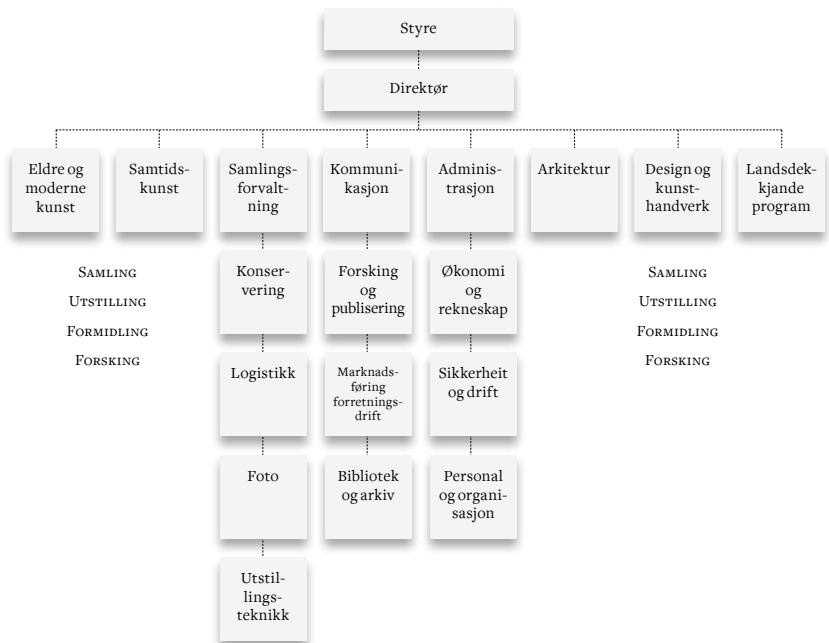 Styre
Direktør
Eldre og
moderne
kunst
Samtids-
kunst
Samlings-
forvalt-
ning
Kommuni-
kasjon
Adminis-
trasjon
Arkitektur
Design og
kunst-
handverk
Landsdek-
kjande
program
Samling
Utstilling
Formidling
Forsking
Konser-
vering
Logistikk
Foto
Utstil-
lings-
teknikk
Forsking
og
publisering
Marknads-
føring
forretnings-
drift
Bibliotek
og arkiv
Økonomi
og
rekneskap
Sikkerheit
og drift
Personal
og organi-
sasjon
Samling
Utstilling
Formidling
Forsking